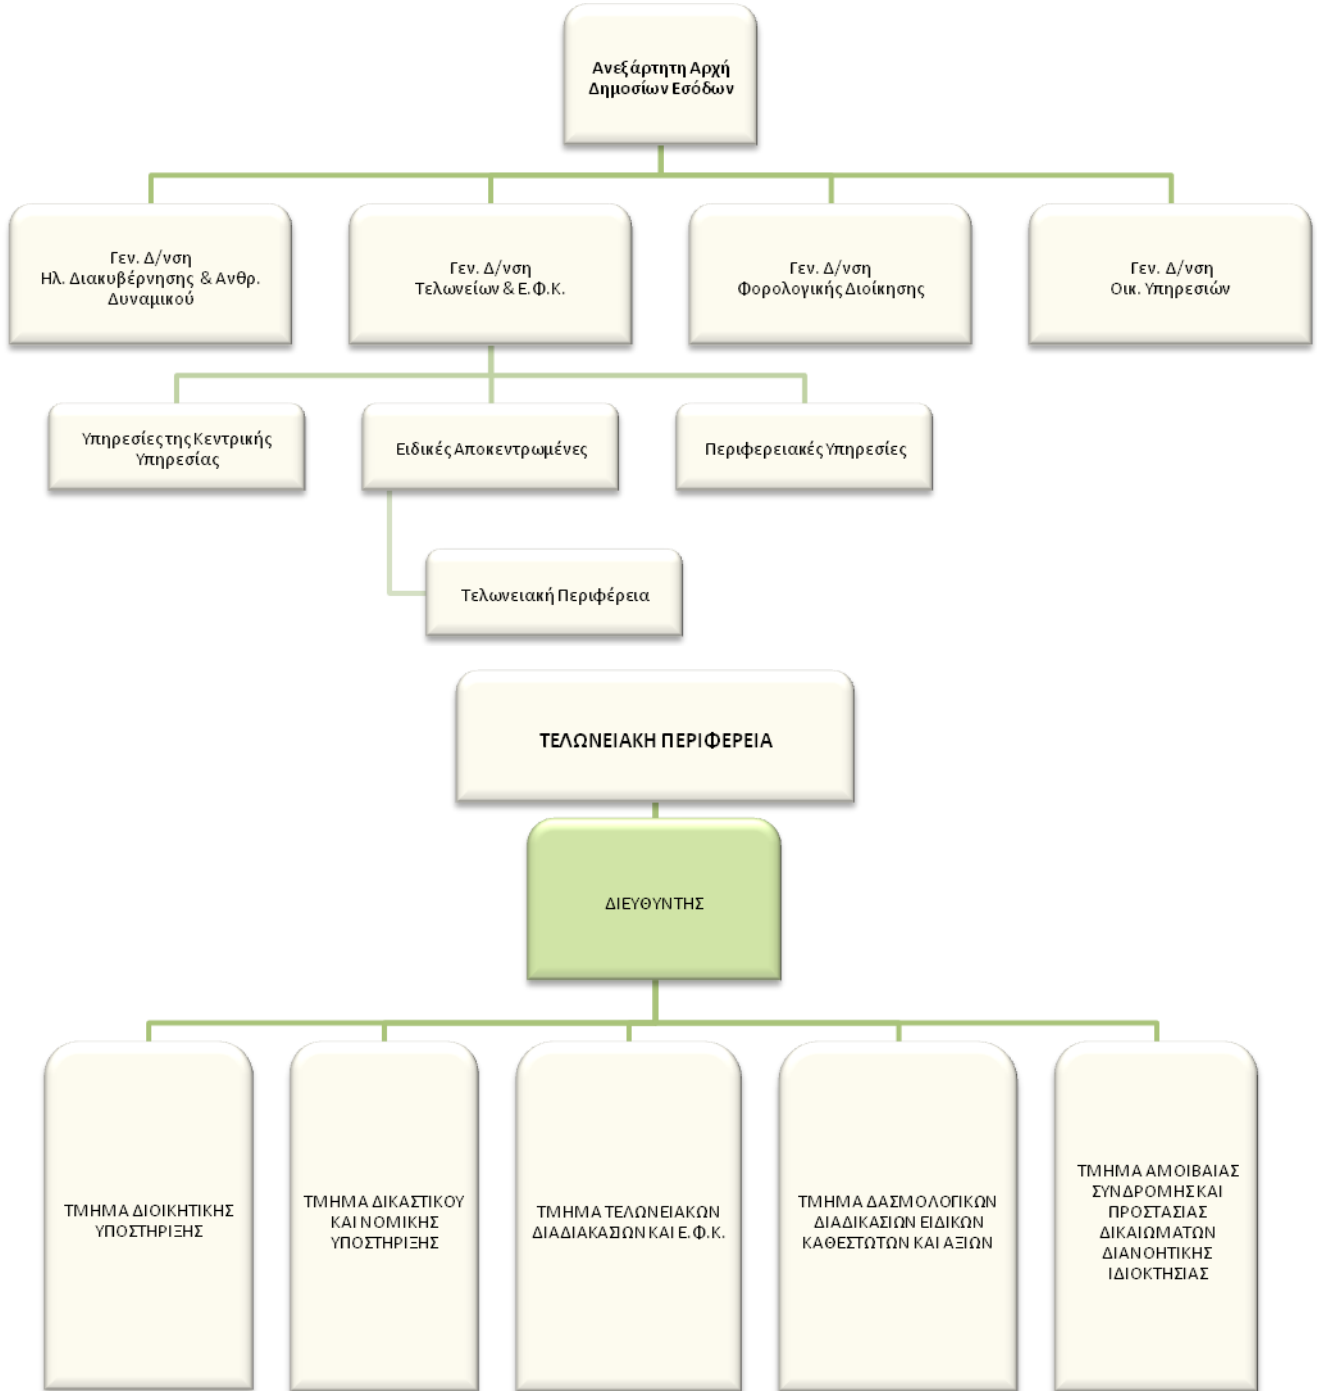 Ανεξάρτητη Αρχή
Δημοσίων Εσόδων
Γεν. Δ/νση
Ηλ. Διακυβέρνησης & Ανθρ.
Δυναμικού
Γεν. Δ/νση
Τελωνείων & Ε.Φ.Κ.
Γεν. Δ/νση
Φορολογικής Διοίκησης
Γεν. Δ/νση
Οικ. Υπηρεσιών
Υπηρεσίες της Κεντρικής
Υπηρεσίας
Ειδικές Αποκεντρωμένες
Περιφερειακές Υπηρεσίες
Τελωνειακή Περιφέρεια
ΤΕΛΩΝΕΙΑΚΗ ΠΕΡΙΦΕΡΕΙΑ
ΔΙΕΥΘΥΝΤΗΣ
ΤΜΗΜΑ ΔΙΟΙΚΗΤΙΚΗΣ
ΥΠΟΣΤΗΡΙΞΗΣ
ΤΜΗΜΑ ΔΙΚΑΣΤΙΚΟΥ
ΚΑΙ ΝΟΜΙΚΗΣ
ΥΠΟΣΤΗΡΙΞΗΣ
ΤΜΗΜΑ ΤΕΛΩΝΕΙΑΚΩΝ
ΔΙΑΔΙΑΚΑΣΙΩΝ ΚΑΙ Ε.Φ.Κ.
ΤΜΗΜΑ ΔΑΣΜΟΛΟΓΙΚΩΝ
ΔΙΑΔΙΚΑΣΙΩΝ ΕΙΔΙΚΩΝ
ΚΑΘΕΣΤΩΤΩΝ ΚΑΙ ΑΞΙΩΝ
ΤΜΗΜΑ ΑΜΟΙΒΑΙΑΣ
ΣΥΝΔΡΟΜΗΣ ΚΑΙ
ΠΡΟΣΤΑΣΙΑΣ
ΔΙΚΑΙΩΜΑΤΩΝ
ΔΙΑΝΟΗΤΙΚΗΣ
ΙΔΙΟΚΤΗΣΙΑΣ